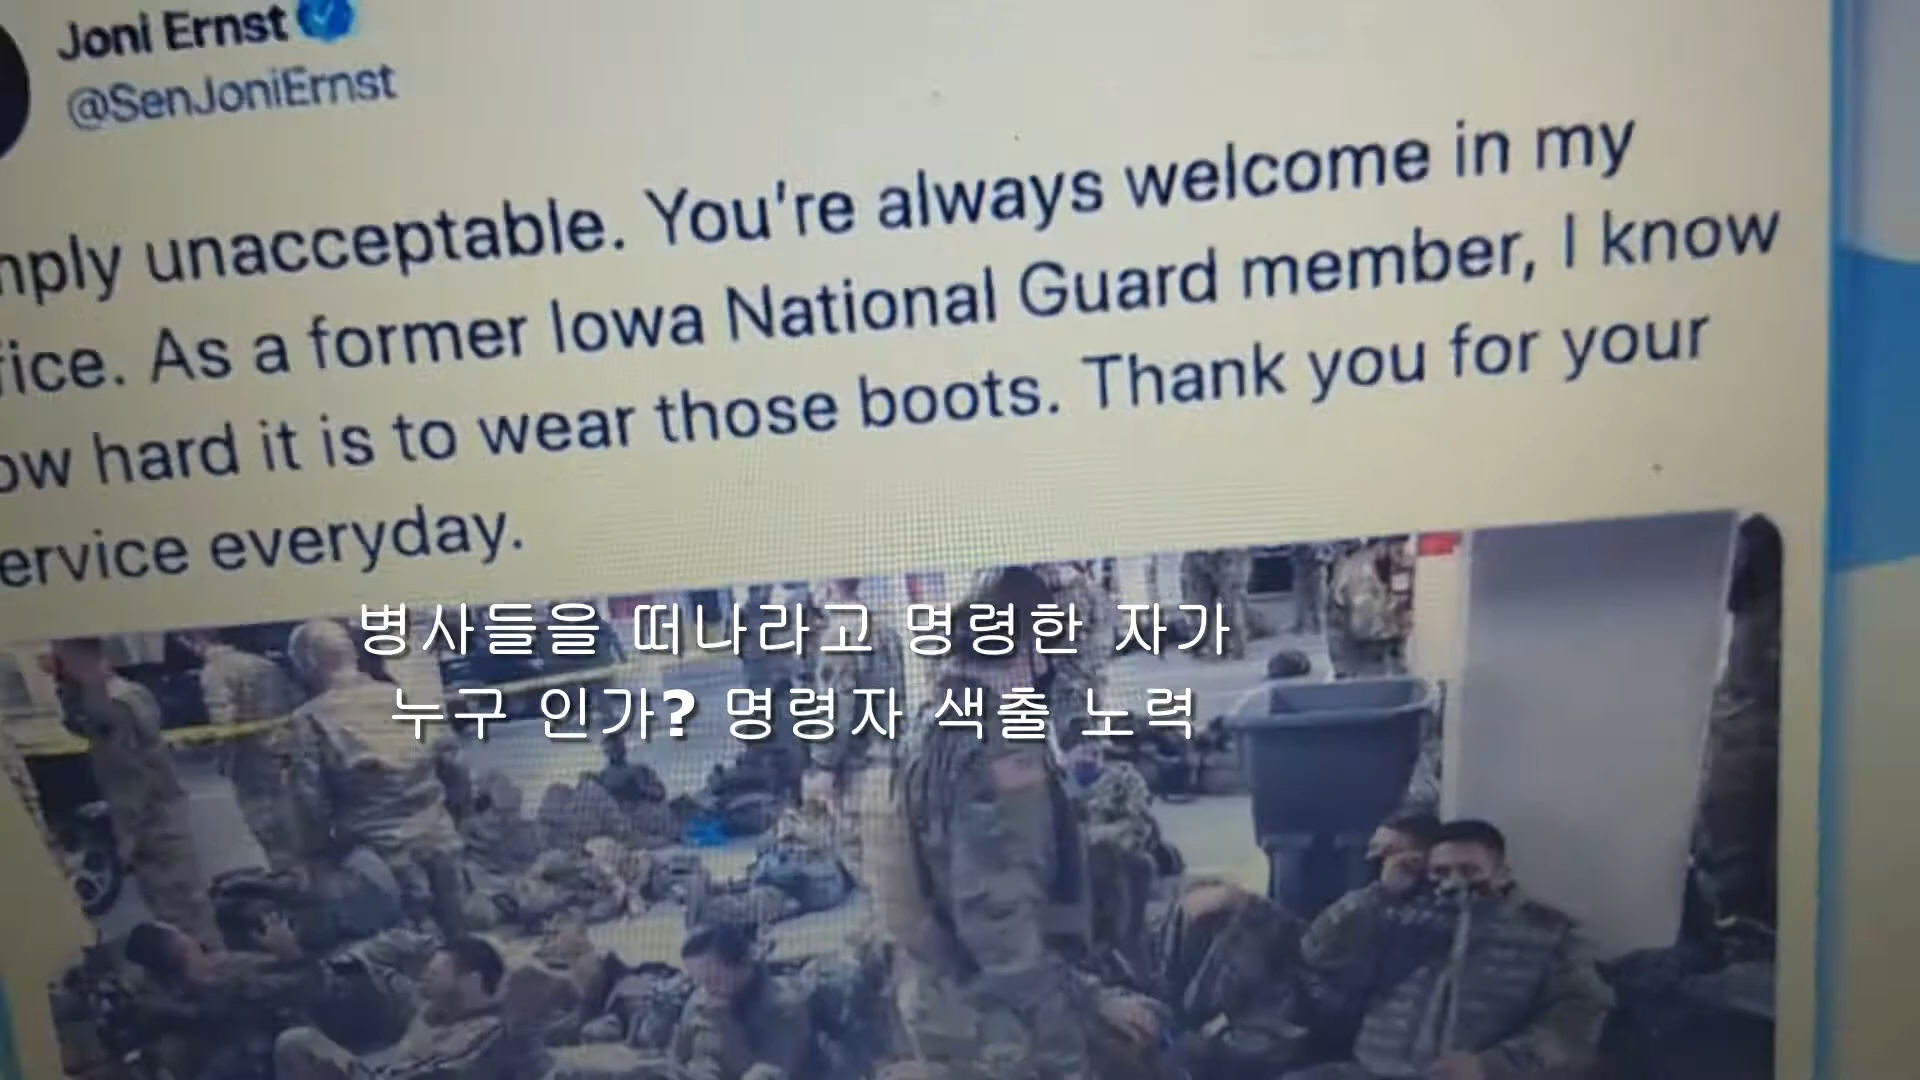 Joni Ernst
@SenJoniErnst
mply unacceptable. You're always welcome in my
fice. As a former Iowa National Guard member, I know
ow hard it is to wear those boots. Thank you for your
ervice everyday.
병사들을 떠나라고 명령한 자가
누구 인가? 명령자 색출 노력